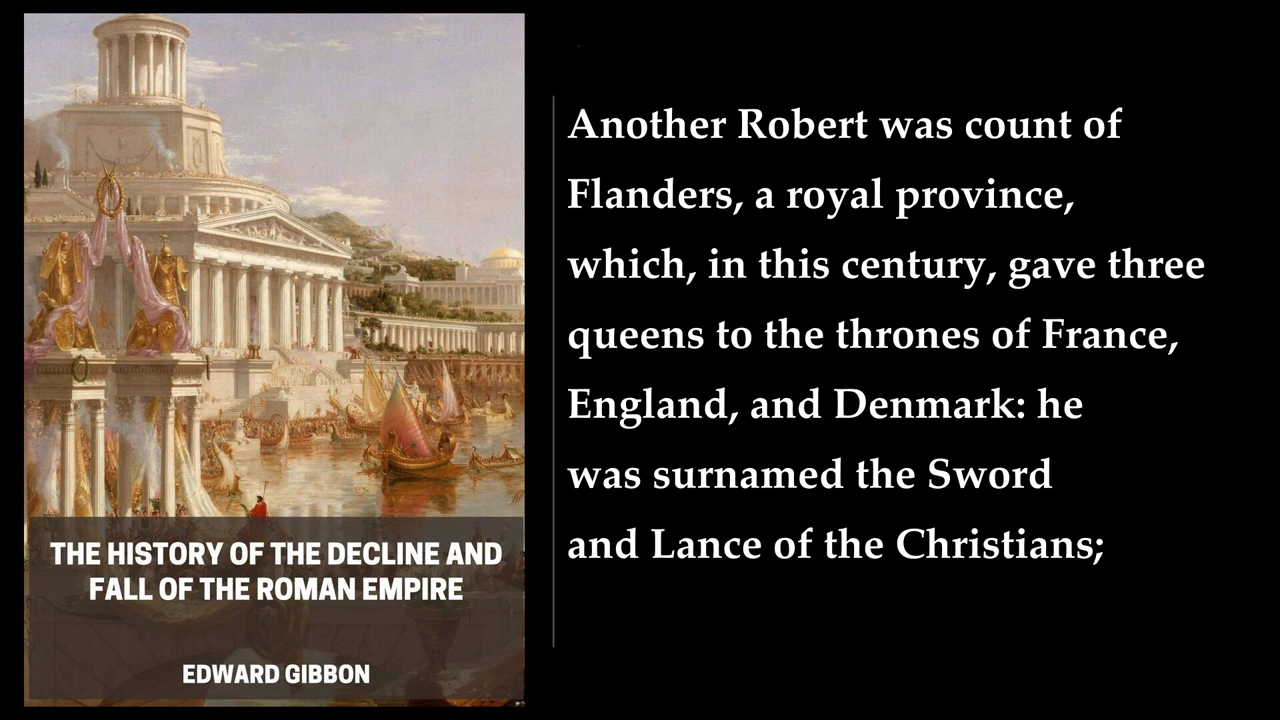 THE HISTORY OF THE DECLINE AND
FALL OF THE ROMAN EMPIRE
EDWARD GIBBON
Another Robert was count of
Flanders, a royal province,
which, in this century, gave three
queens to the thrones of France,
England, and Denmark: he
was surnamed the Sword
and Lance of the Christians;